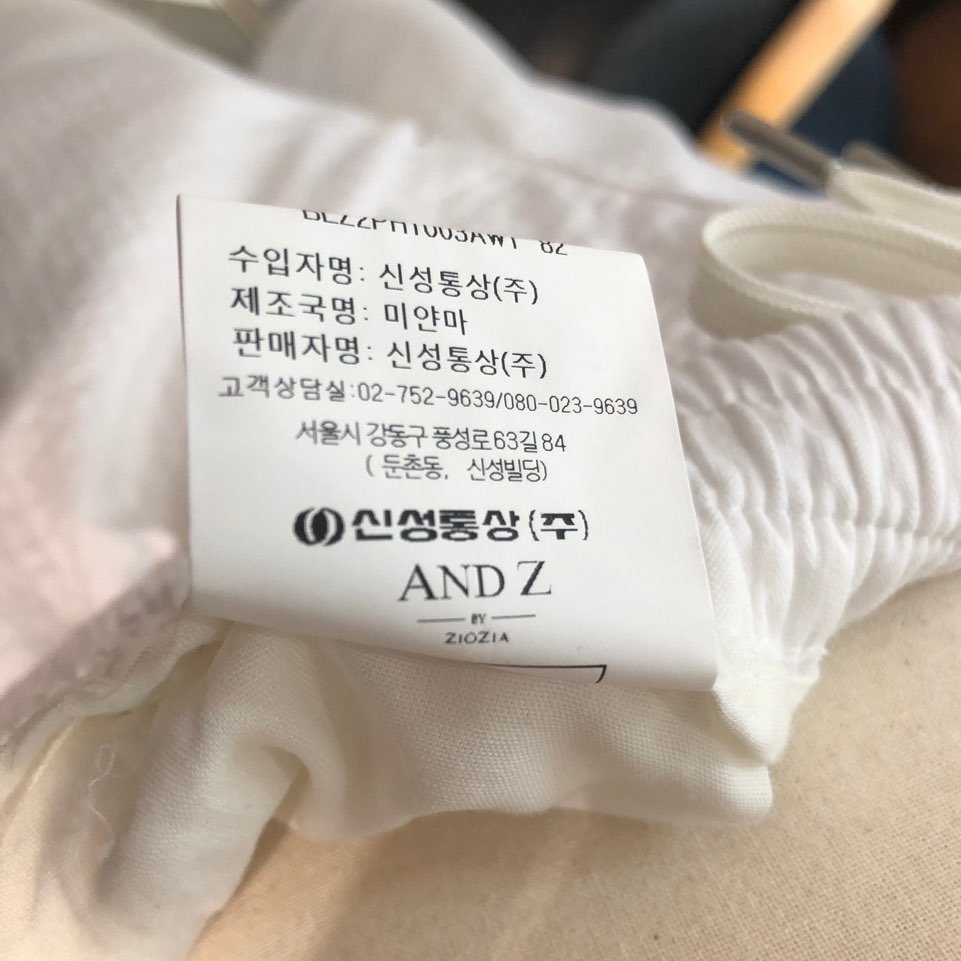 82
수입자명: 신성통상(주)
제조국명: 미얀마
판매자명: 신성통상(주)
고객상담실:02-752-9639/080-023-9639
서울시 강동구 풍성로63길84
( 둔촌동, 신성빌딩)
신성통상(주)
AND Z
BY
ZIOZIA